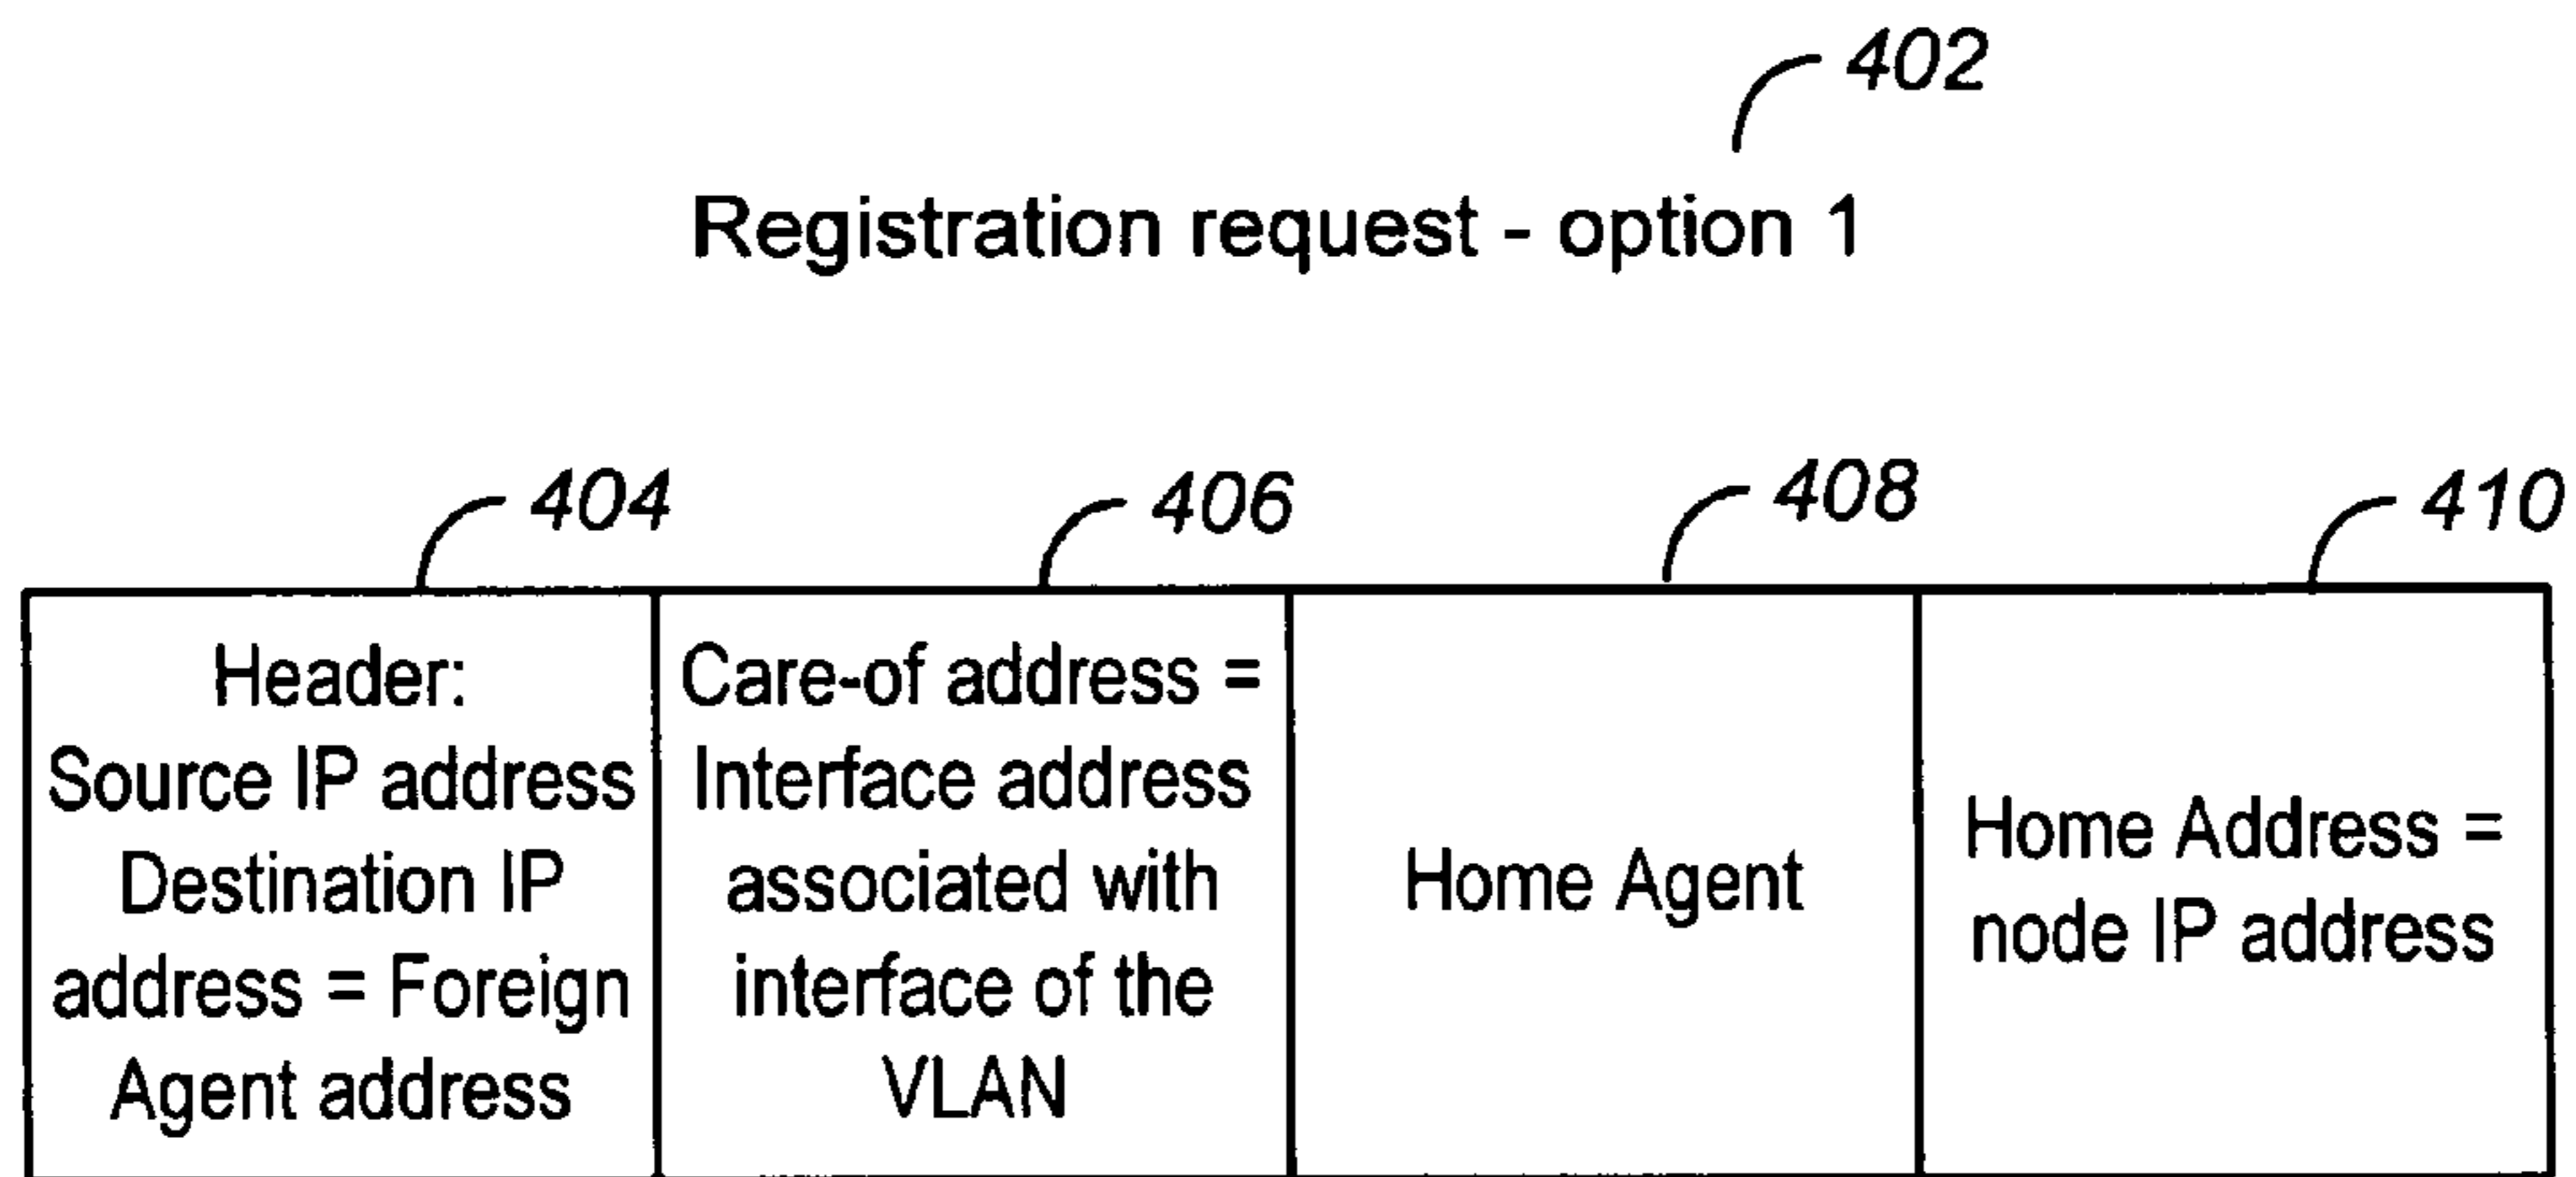 402
Registration request - option 1
404
406
408
410
Header:
Source IP address
Destination IP
address = Foreign
Agent address
Care-of address =
Interface address
associated with
interface of the
VLAN
Home Agent
Home Address =
node IP address